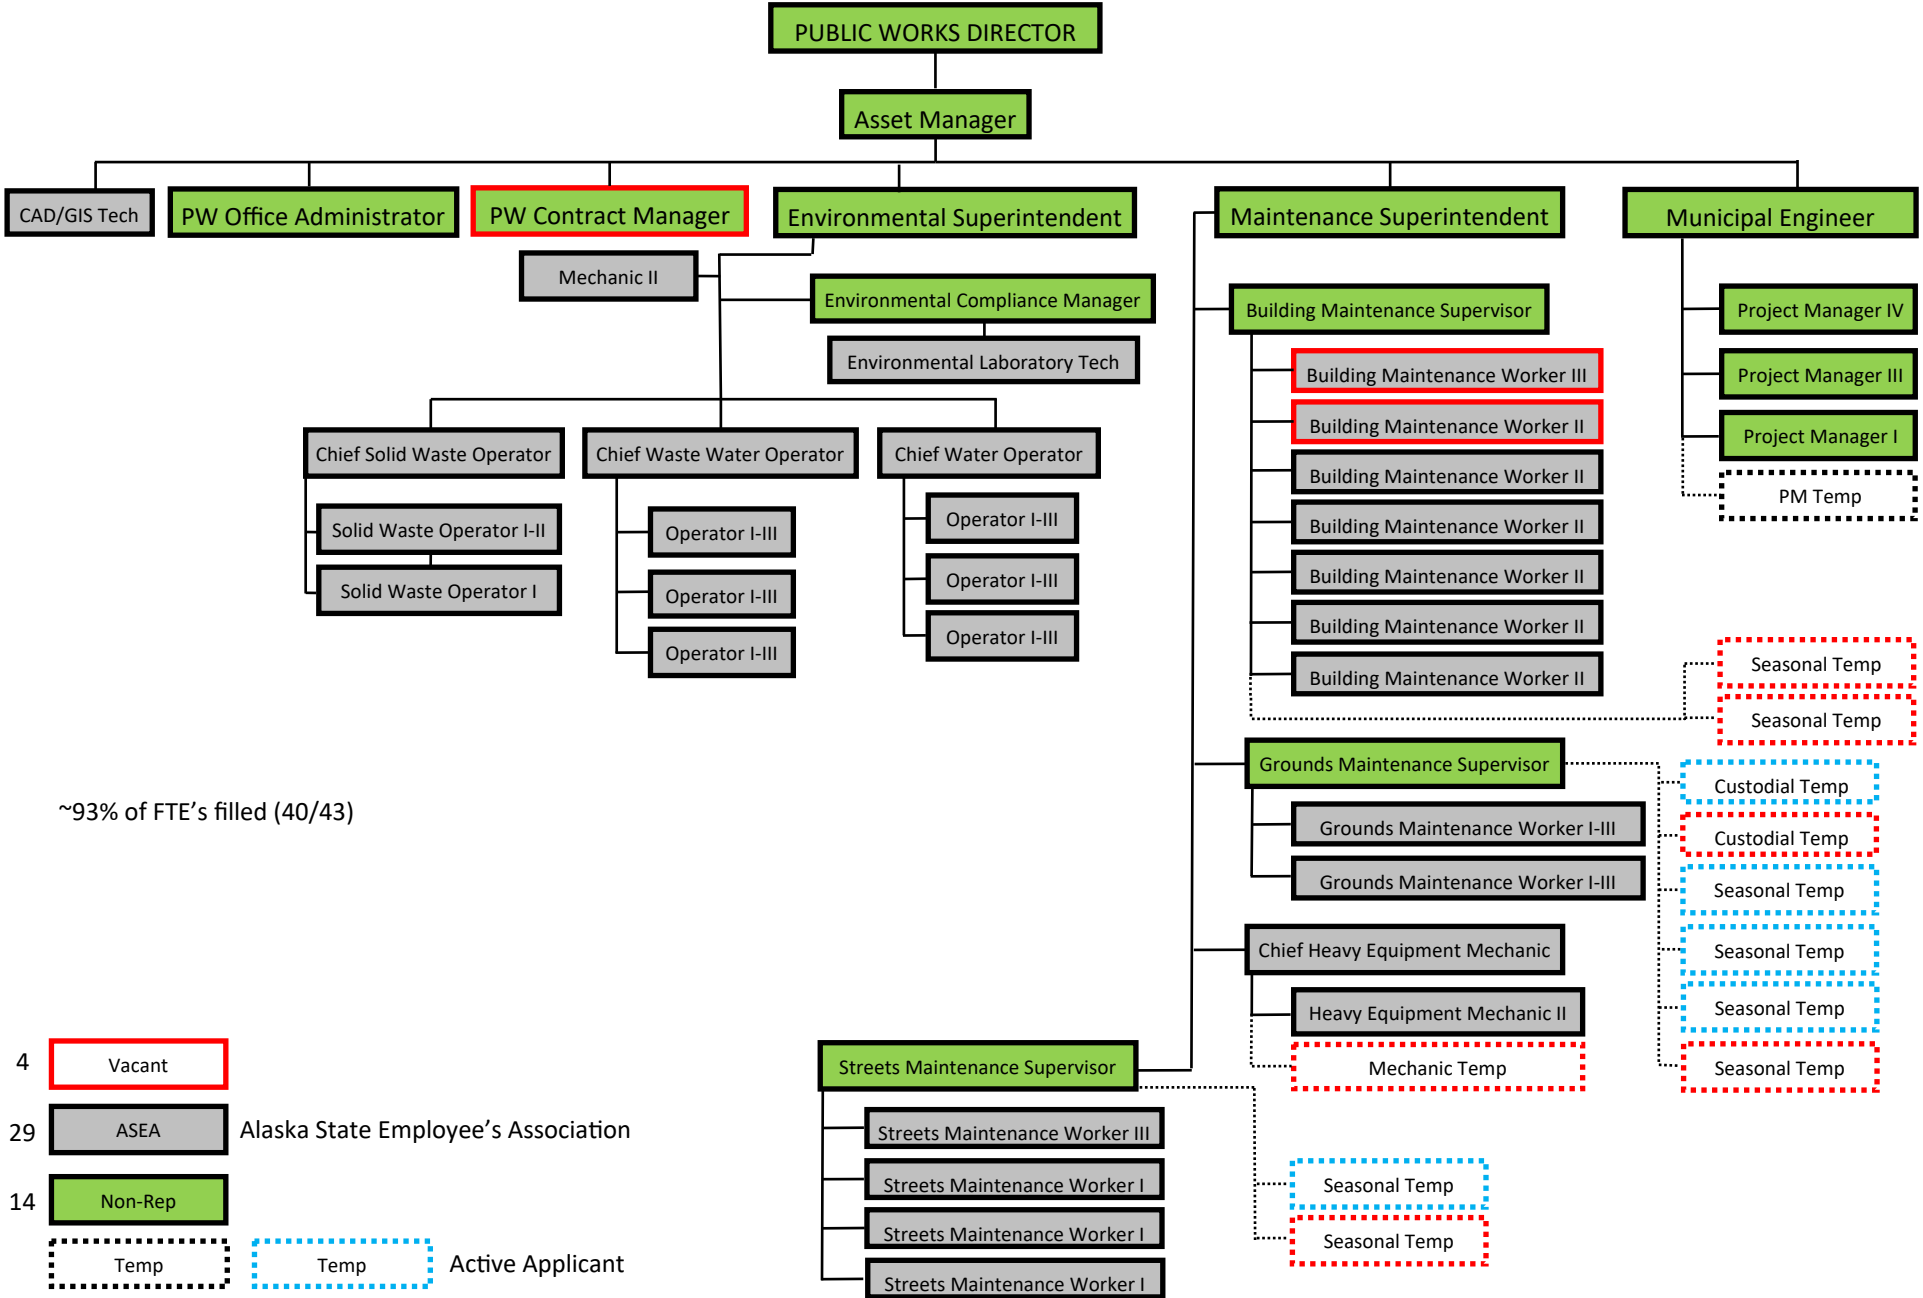 PUBLIC WORKS DIRECTOR
Asset Manager
CAD/GIS Tech
PW Office Administrator
PW Contract Manager
Environmental Superintendent
Maintenance Superintendent
Municipal Engineer
Mechanic II
Environmental Compliance Manager
Environmental Laboratory Tech
Chief Solid Waste Operator
Chief Waste Water Operator
Chief Water Operator
Solid Waste Operator I-II
Solid Waste Operator I
Operator I-III
Operator I-III
Operator I-III
Operator I-III
Operator I-III
Operator I-III
Building Maintenance Supervisor
Building Maintenance Worker III
Building Maintenance Worker II
Building Maintenance Worker II
Building Maintenance Worker II
Building Maintenance Worker II
Building Maintenance Worker II
Building Maintenance Worker II
Project Manager IV
Project Manager III
Project Manager I
PM Temp
Seasonal Temp
Seasonal Temp
Grounds Maintenance Supervisor
Grounds Maintenance Worker I-III
Grounds Maintenance Worker I-III
Custodial Temp
Custodial Temp
Seasonal Temp
Seasonal Temp
Seasonal Temp
Seasonal Temp
Chief Heavy Equipment Mechanic
Heavy Equipment Mechanic II
Mechanic Temp
Streets Maintenance Supervisor
Streets Maintenance Worker III
Streets Maintenance Worker I
Streets Maintenance Worker I
Streets Maintenance Worker I
Seasonal Temp
Seasonal Temp
~93% of FTE's filled (40/43)
4 Vacant
29 ASEA Alaska State Employee's Association
14 Non-Rep
Temp Temp Active Applicant